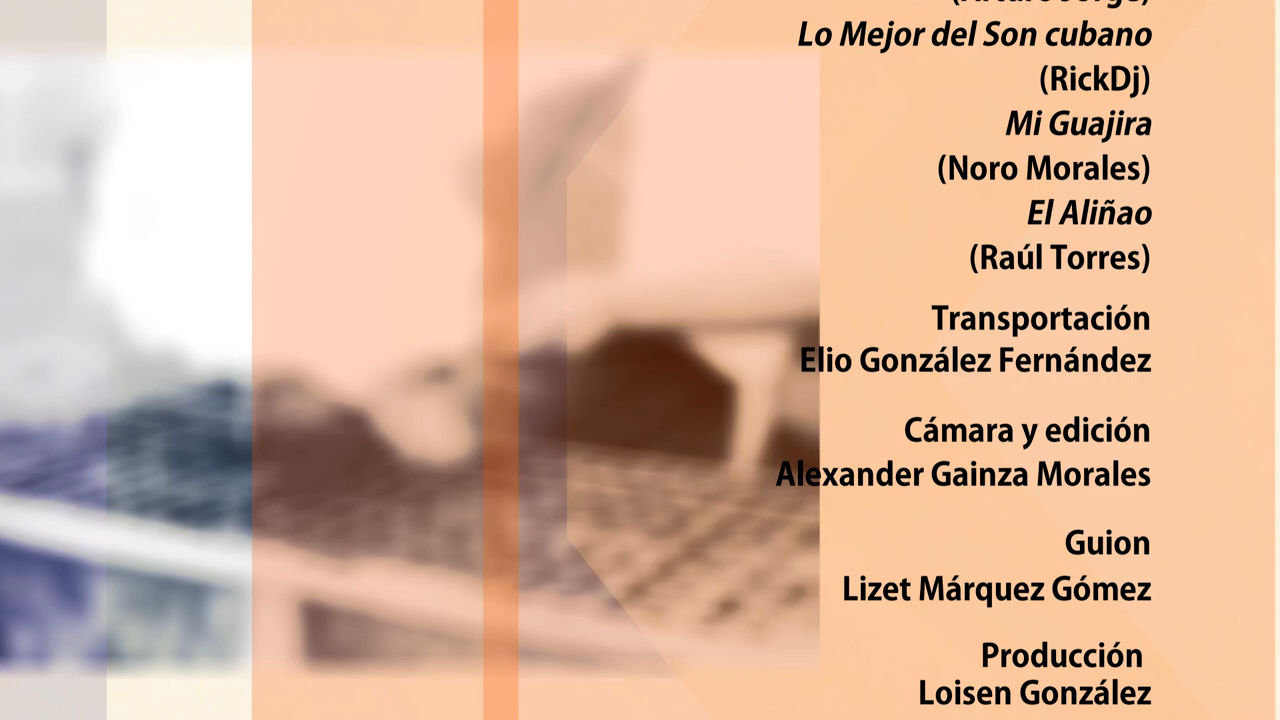 Lo Mejor del Son cubano
(RickDj)
Mi Guajira
(Noro Morales)
El Aliñao
(Raúl Torres)
Transportación
Elio González Fernández
Cámara y edición
Alexander Gainza Morales
Guion
Lizet Márquez Gómez
Producción
Loisen González